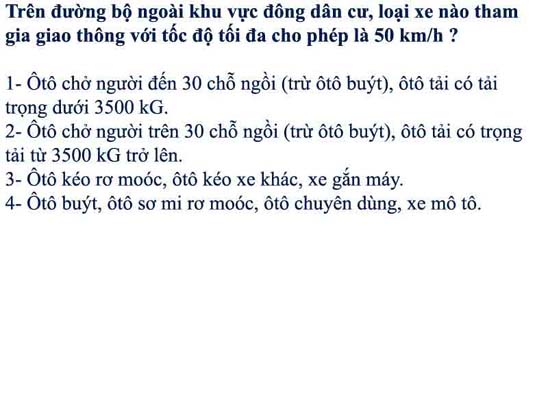 Trên đường bộ ngoài khu vực đông dân cư, loại xe nào tham
gia giao thông với tốc độ tối đa cho phép là 50 km/h ?
1- Ôtô chở người đến 30 chỗ ngồi (trừ ôtô buýt), ôtô tải có tải
trọng dưới 3500 kG.
2- Ôtô chở người trên 30 chỗ ngồi (trừ ôtô buýt), ôtô tải có trọng
tải từ 3500 kG trở lên.
3- Ôtô kéo rơ moóc, ôtô kéo xe khác, xe gắn máy.
4- Ôtô buýt, ôtô sơ mi rơ moóc, ôtô chuyên dùng, xe mô tô.